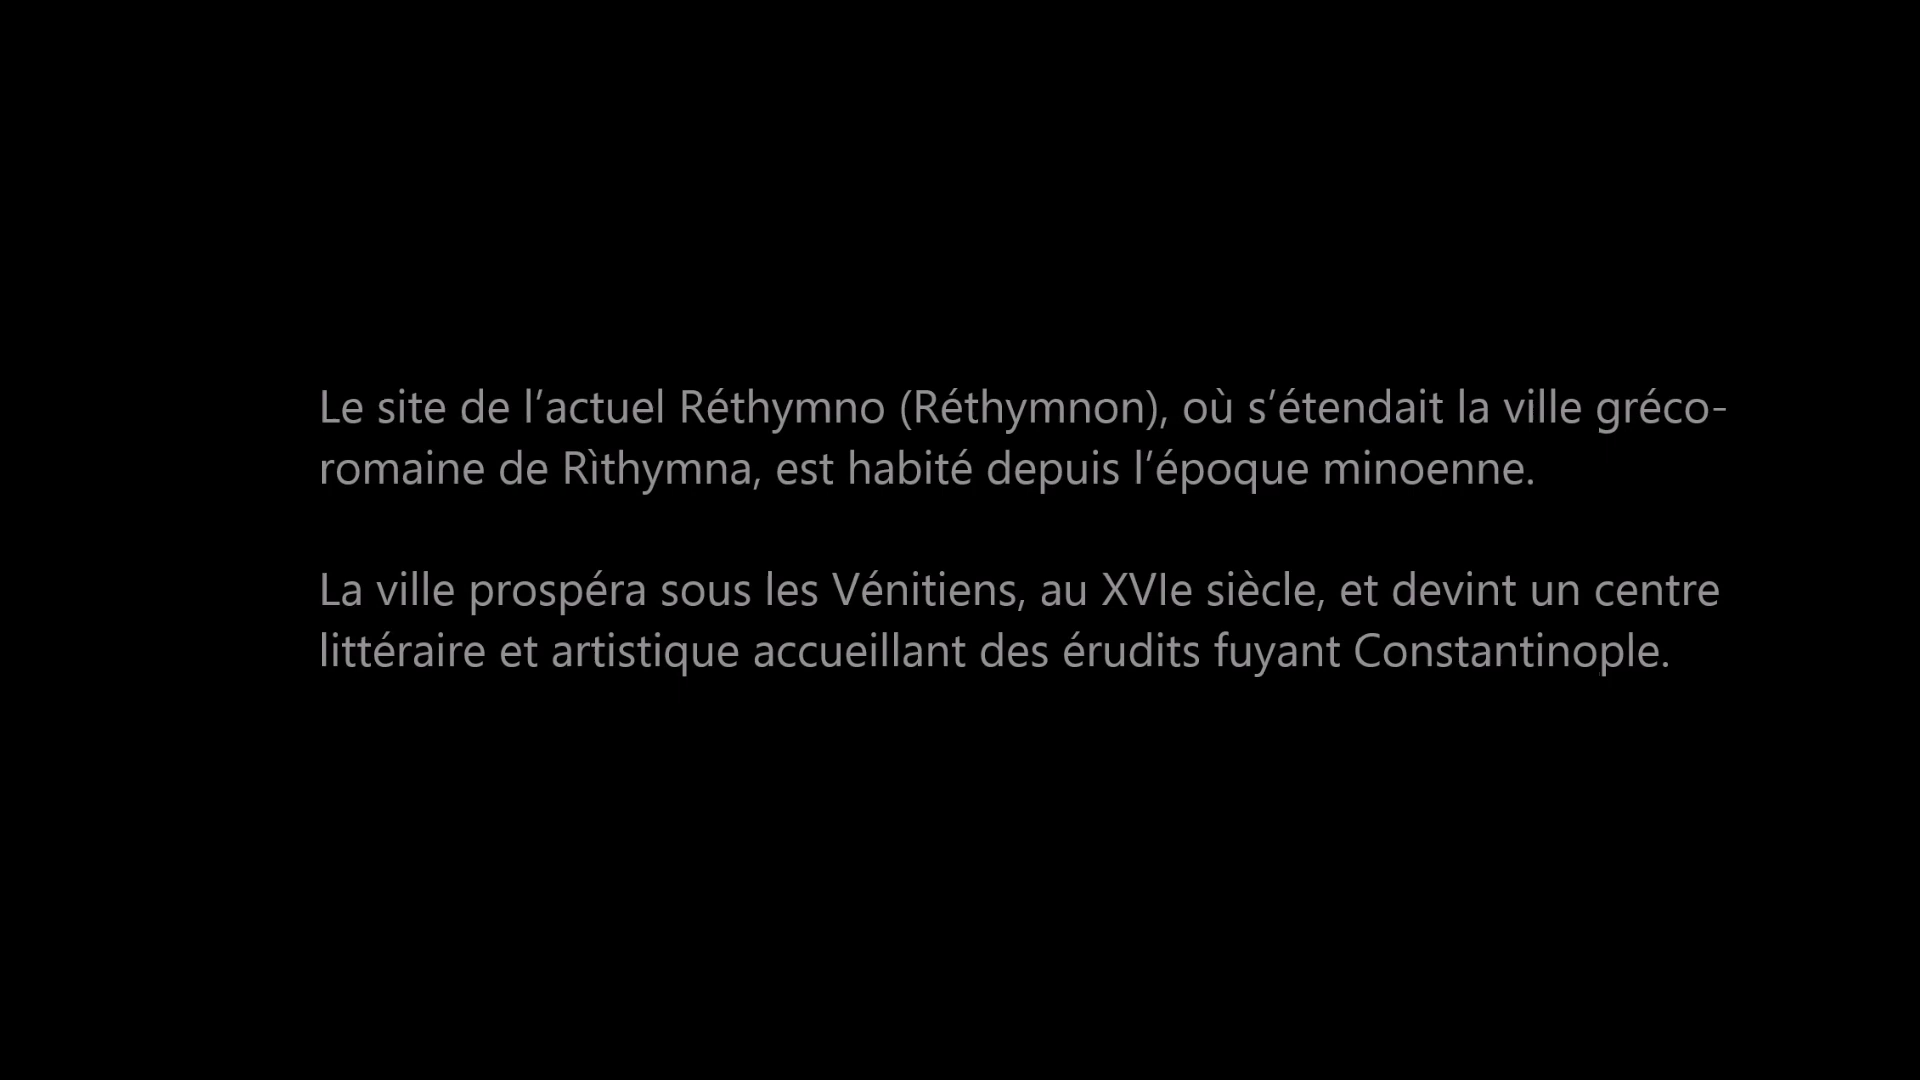 Le site de l’actuel Réthymno (Réthymnon), où s’étendait la ville gréco-
romaine de Rìthymna, est habité depuis l’époque minoenne.
La ville prospéra sous les Vénitiens, au XVIe siècle, et devint un centre
littéraire et artistique accueillant des érudits fuyant Constantinople.